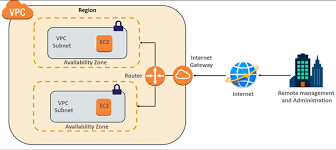 VPC
Region
VPC
Subnet
EC2
Availability Zone
Internet
Gateway
Router
VPC
Subnet
EC2
Availability Zone
Internet
Remote management
and Administration